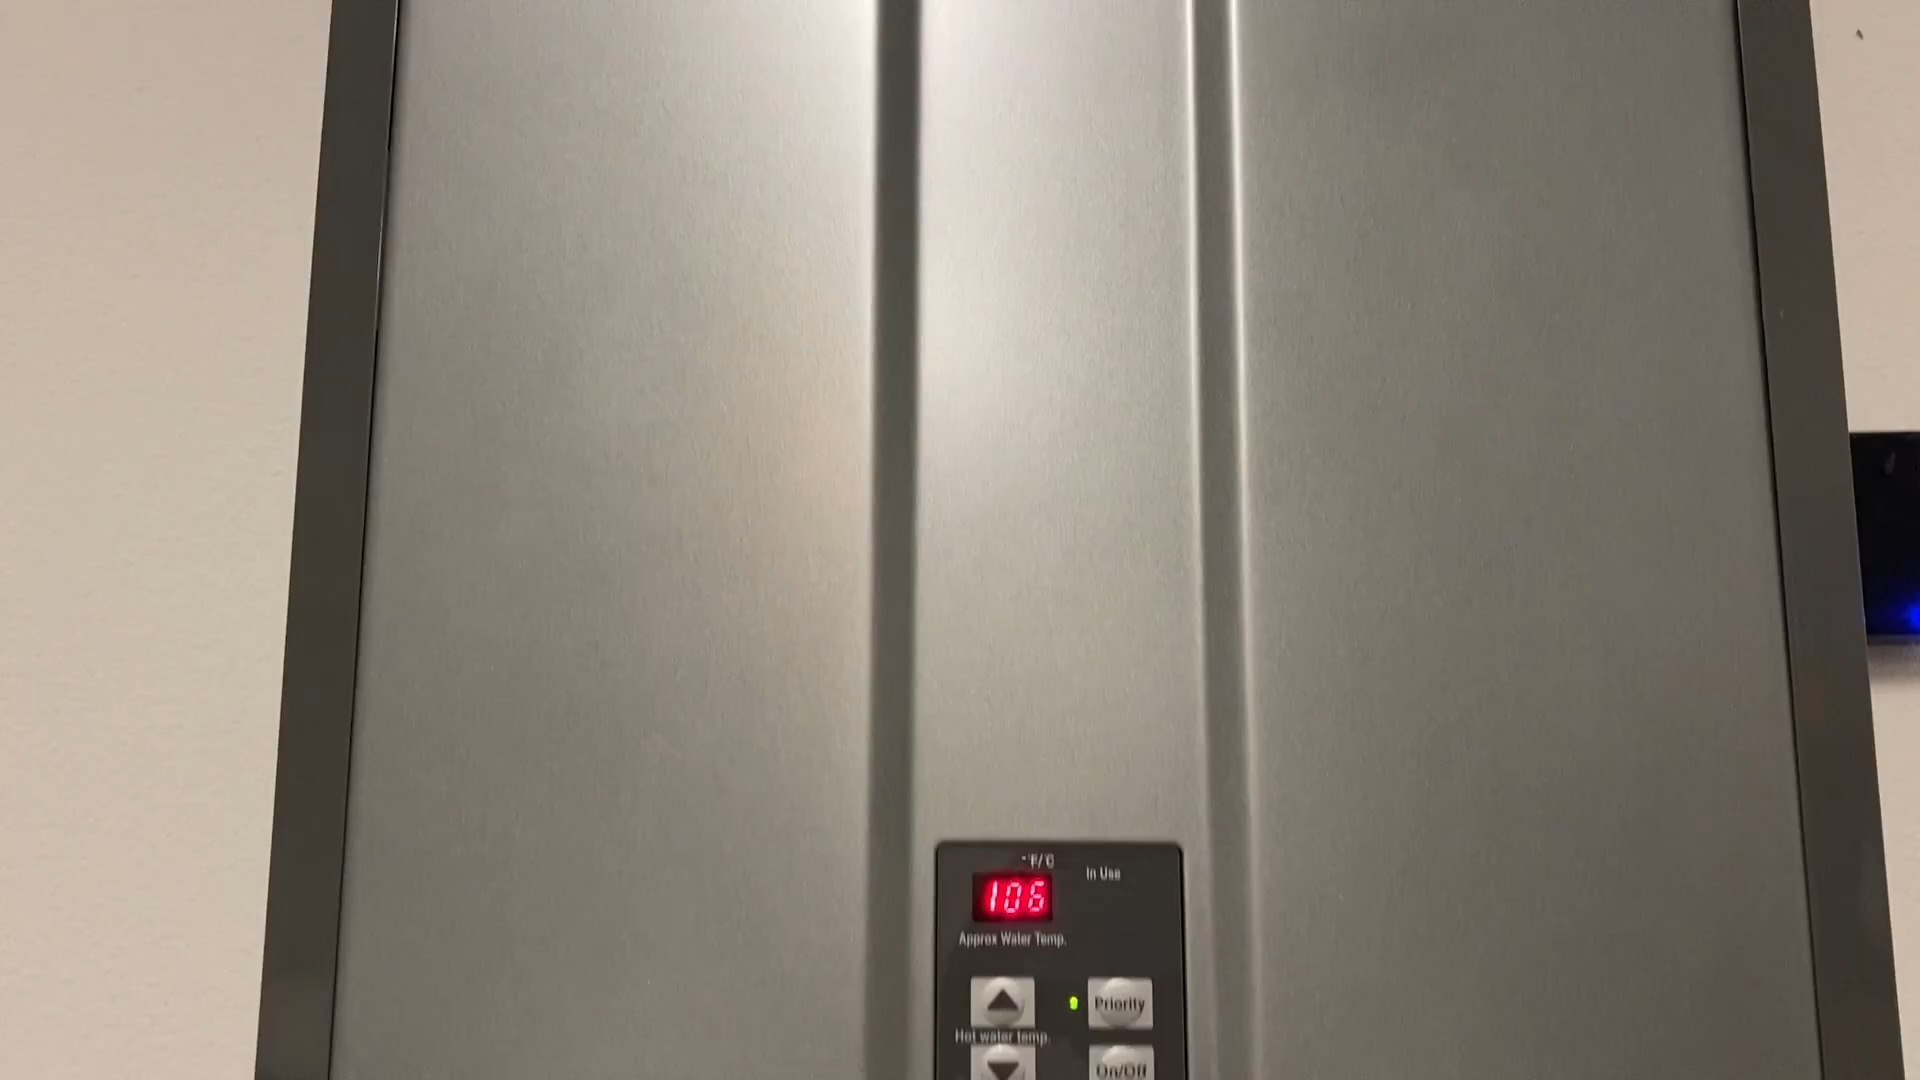 °F/°C
In Use
106
Approx Water Temp.
Priority
Hot water temp.
On/Off